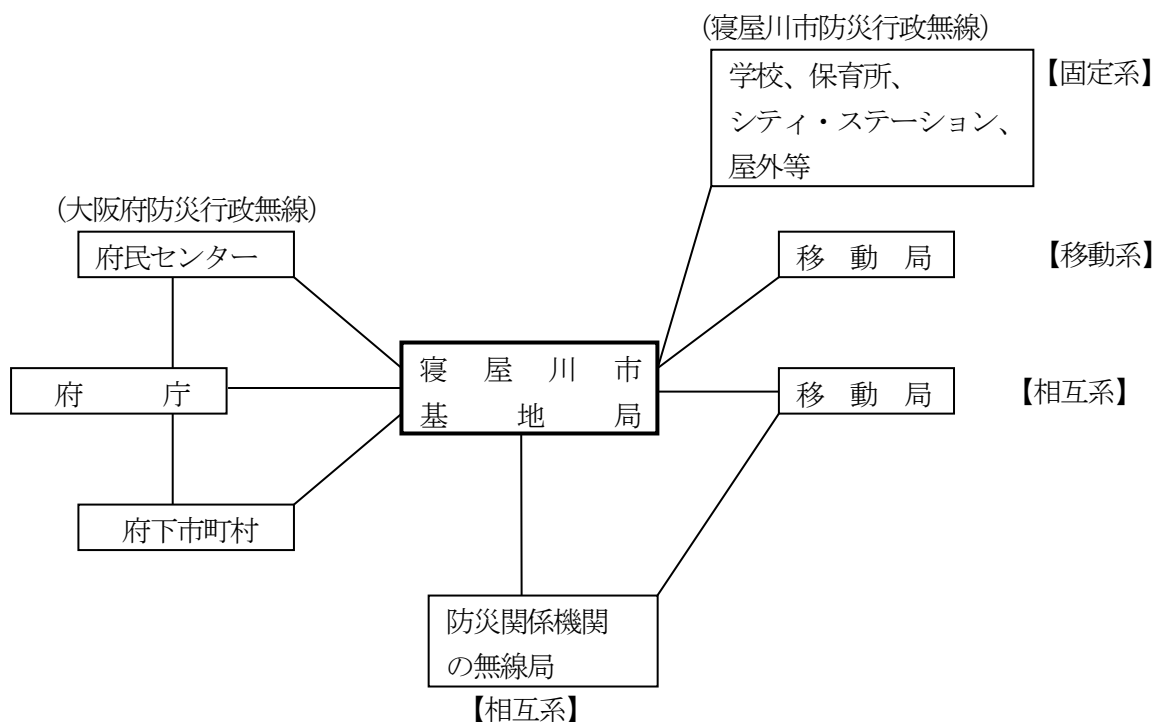 (寝屋川市防災行政無線)
学校、保育所、
シティ・ステーション、
屋外等
【固定系】
(大阪府防災行政無線)
府民センター
移動局
【移動系】
府庁
寝屋川市
基地局
移動局
【相互系】
府下市町村
防災関係機関
の無線局
【相互系】